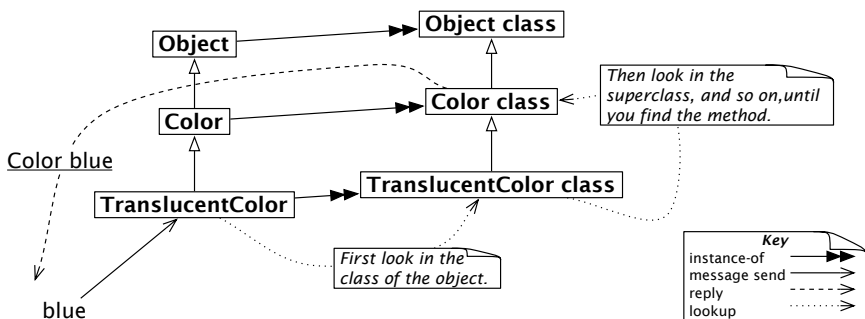 Object
Object class
Color
Color class
Then look in the
superclass, and so on,until
you find the method.
Color blue
TranslucentColor
TranslucentColor class
First look in the
class of the object.
blue
Key
instance-of
message send
reply
lookup